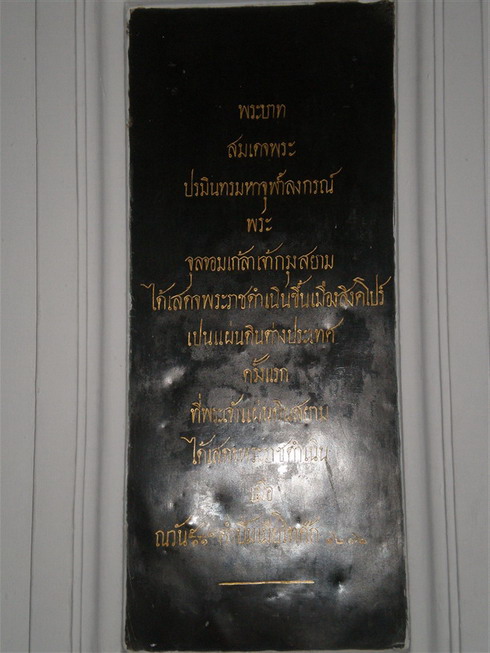 พระบาท
สมเดจพระ
ปรมินทรมหาจุฬาลงกรณ์
พระ
จุลจอมเกล้าเจ้ากรุงสยาม
ได้เสดจพระราชดำเนินขึ้นเมืองสิงคโปร์
เปนแผ่นดินต่างประเทศ
ครั้งแรก
ที่พระเจ้าแผ่นดินสยาม
ได้เสดจพระราชดำเนิน
เมื่อ
ณวัน